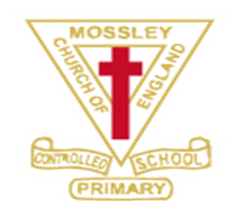 MOSSLEY
CHURCH OF ENGLAND
CONTROLLED SCHOOL
PRIMARY